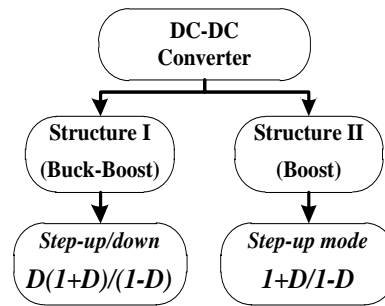 DC-DC
Converter
Structure I
(Buck-Boost)
Structure II
(Boost)
Step-up/down
D(1+D)/(1-D)
Step-up mode
1+D/1-D